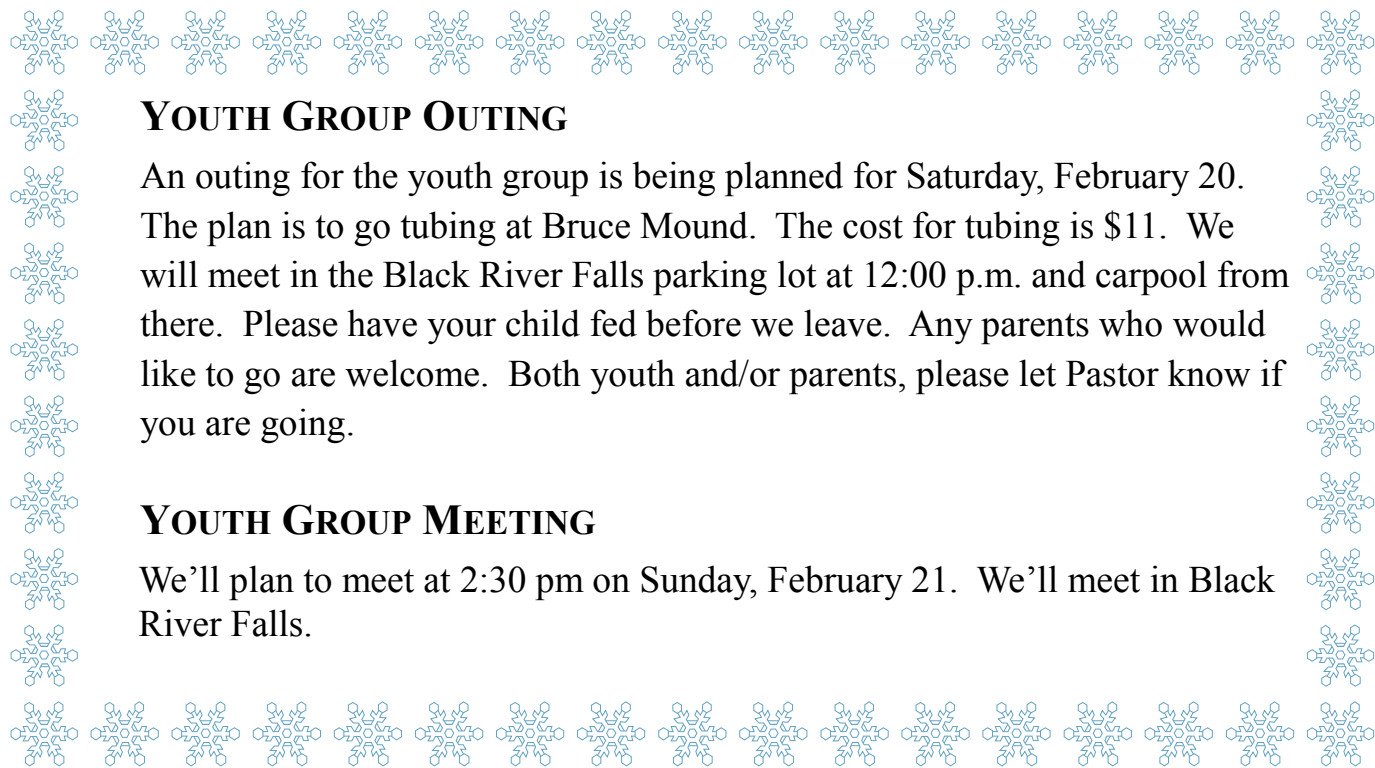 YOUTH GROUP OUTING
An outing for the youth group is being planned for Saturday, February 20.
The plan is to go tubing at Bruce Mound.  The cost for tubing is $11.  We
will meet in the Black River Falls parking lot at 12:00 p.m. and carpool from
there.  Please have your child fed before we leave.  Any parents who would
like to go are welcome.  Both youth and/or parents, please let Pastor know if
you are going.
YOUTH GROUP MEETING
We’ll plan to meet at 2:30 pm on Sunday, February 21.  We’ll meet in Black
River Falls.